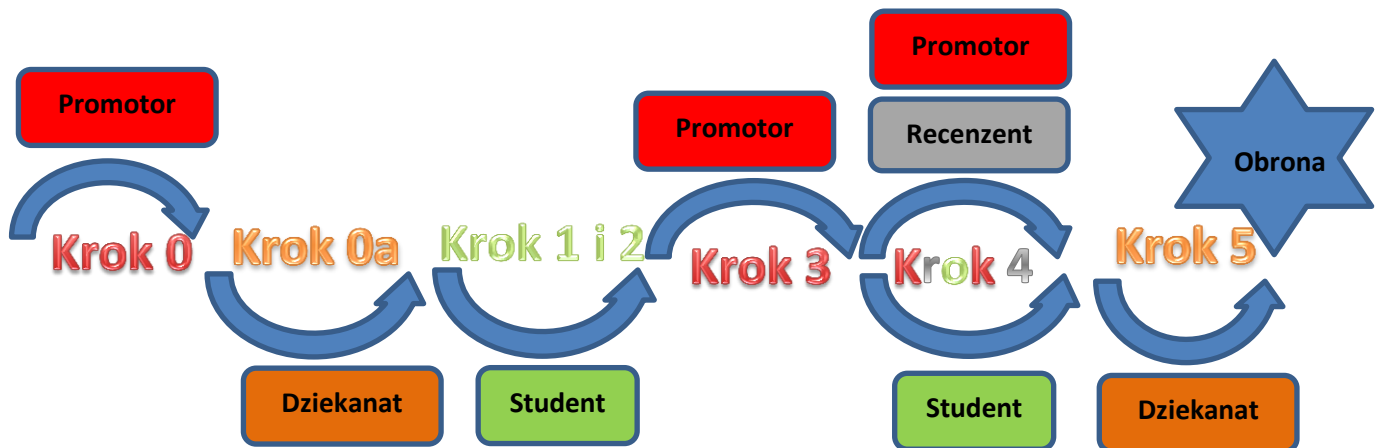 Promotor
Promotor
Promotor
Recenzent
Obrona
Krok 0
Krok 0a
Krok 1 i 2
Krok 3
Krok 4
Krok 5
Dziekanat
Student
Student
Dziekanat